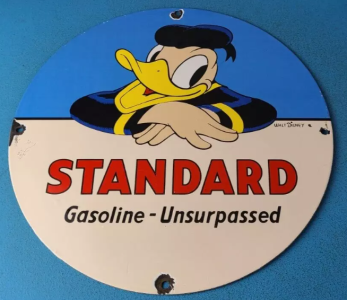 WALT DISNEY
STANDARD
Gasoline - Unsurpassed